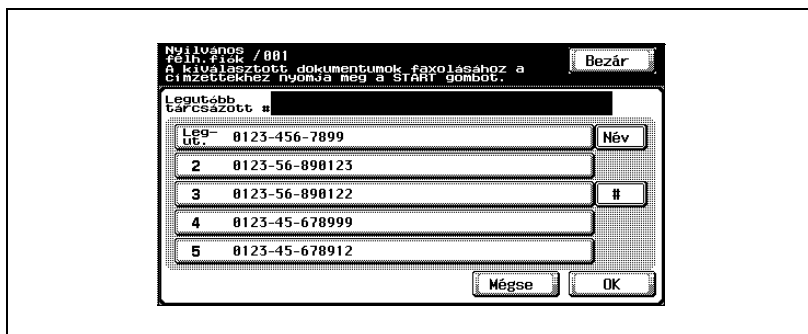 Nyilvános
félh.fiók /001
A kiválasztott dokumentumok faxolásához a
címzettekhez nyomja meg a START gombot.
Bezár
Legutóbb
tárcsázott #
Leg-
ut. 0123-456-7899
Név
2 0123-56-890123
3 0123-56-890122
#
4 0123-45-678999
5 0123-45-678912
Mégse
OK